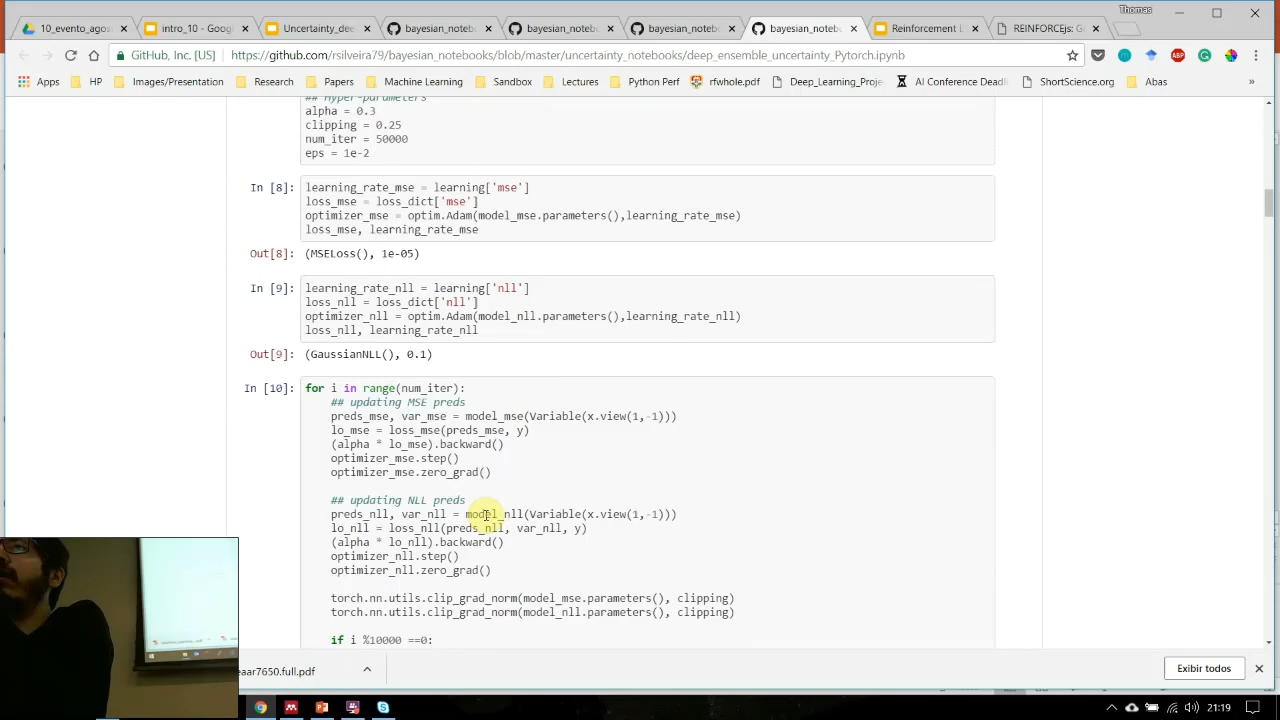 Thomas
10_evento_agos
intro_10 - Goog
Uncertainty_dee
bayesian_notebo
bayesian_notebo
bayesian_notebo
bayesian_noteb
Reinforcement L
REINFORCEjs: G
GitHub, Inc. [US]
https://github.com/rsilveira79/bayesian_notebooks/blob/master/uncertainty_notebooks/deep_ensemble_uncertainty_Pytorch.ipynb
Apps
HP
Images/Presentation
Research
Papers
Machine Learning
Sandbox
Lectures
Python Perf
rfwhole.pdf
Deep_Learning_Proje
AI Conference Deadl
ShortScience.org
Abas
»
## Hyper-parameters
alpha = 0.3
clipping = 0.25
num_iter = 50000
eps = 1e-2
In [8]:
learning_rate_mse = learning['mse']
loss_mse = loss_dict['mse']
optimizer_mse = optim.Adam(model_mse.parameters(),learning_rate_mse)
loss_mse, learning_rate_mse
Out[8]: (MSELoss(), 1e-05)
In [9]:
learning_rate_nll = learning['nll']
loss_nll = loss_dict['nll']
optimizer_nll = optim.Adam(model_nll.parameters(),learning_rate_nll)
loss_nll, learning_rate_nll
Out[9]: (GaussianNLL(), 0.1)
In [10]:
for i in range(num_iter):
## updating MSE preds
preds_mse, var_mse = model_mse(Variable(x.view(1,-1)))
lo_mse = loss_mse(preds_mse, y)
(alpha * lo_mse).backward()
optimizer_mse.step()
optimizer_mse.zero_grad()
## updating NLL preds
preds_nll, var_nll = model_nll(Variable(x.view(1,-1)))
lo_nll = loss_nll(preds_nll, var_nll, y)
(alpha * lo_nll).backward()
optimizer_nll.step()
optimizer_nll.zero_grad()
torch.nn.utils.clip_grad_norm(model_mse.parameters(), clipping)
torch.nn.utils.clip_grad_norm(model_nll.parameters(), clipping)
if i %10000 ==0:
eaar7650.full.pdf
Exibir todos
21:19